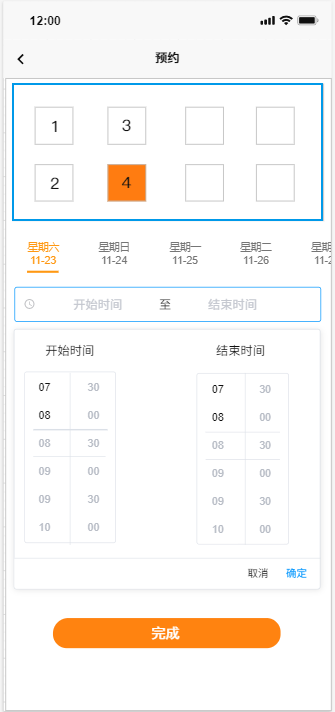 12:00
预约
1 3
2 4
星期六 星期日 星期一 星期二 星期
11-23 11-24 11-25 11-26 11-2
开始时间 至 结束时间
开始时间 结束时间
07 30 07 30
08 00 08 00
08 30 08 30
09 00 09 00
09 30 09 30
10 00 10 00
取消 确定
完成